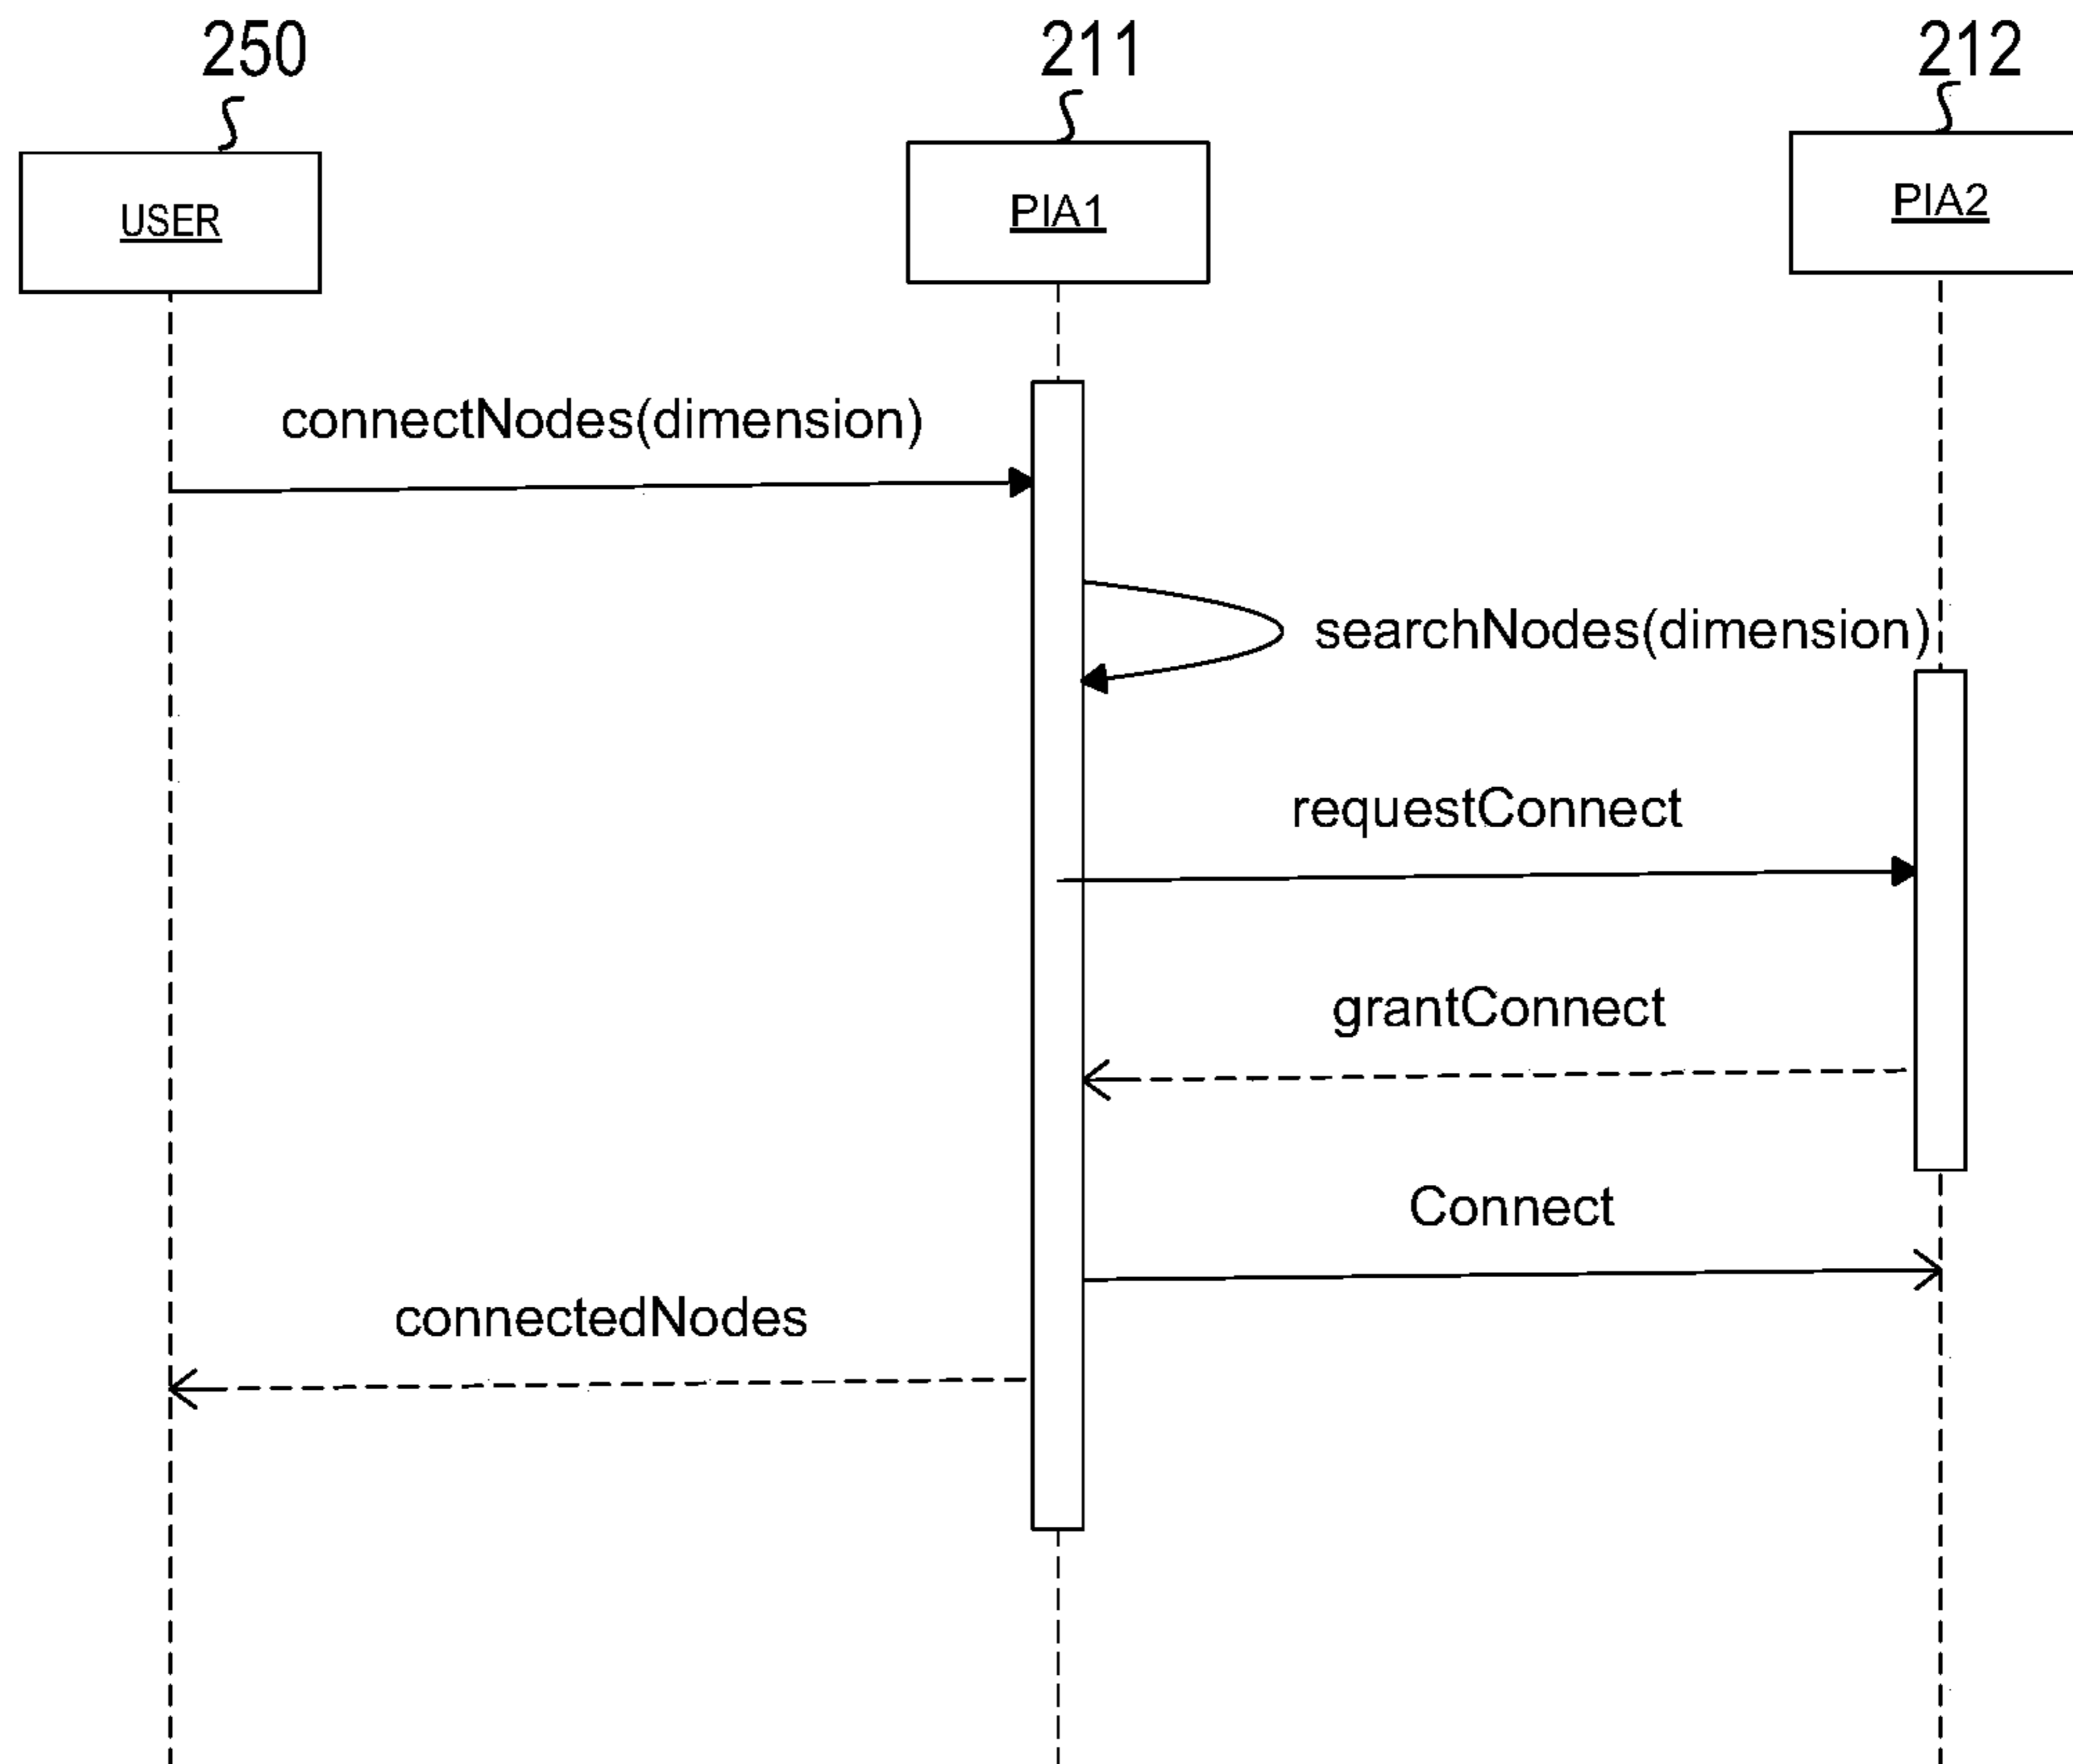 250
211
212
USER
PIA1
PIA2
connectNodes(dimension)
searchNodes(dimension)
requestConnect
grantConnect
Connect
connectedNodes